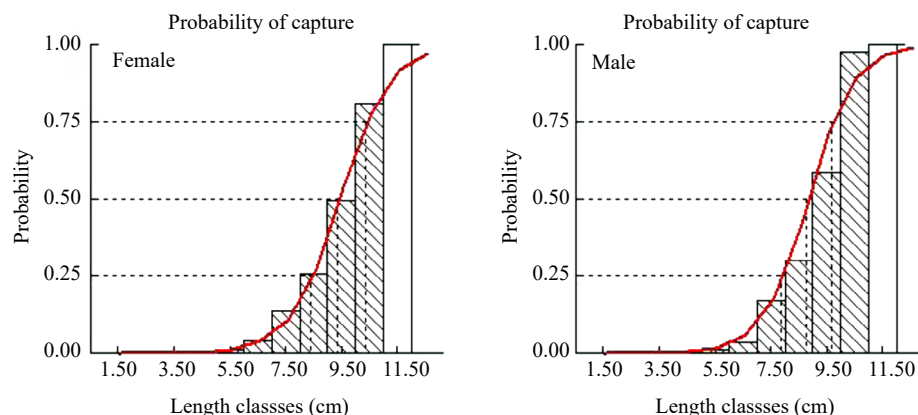 Probability of capture
Female
1.00
0.75
0.50
0.25
0.00
Probability
1.50 3.50 5.50 7.50 9.50 11.50
Length classses (cm)
Probability of capture
Male
1.00
0.75
0.50
0.25
0.00
Probability
1.50 3.50 5.50 7.50 9.50 11.50
Length classses (cm)